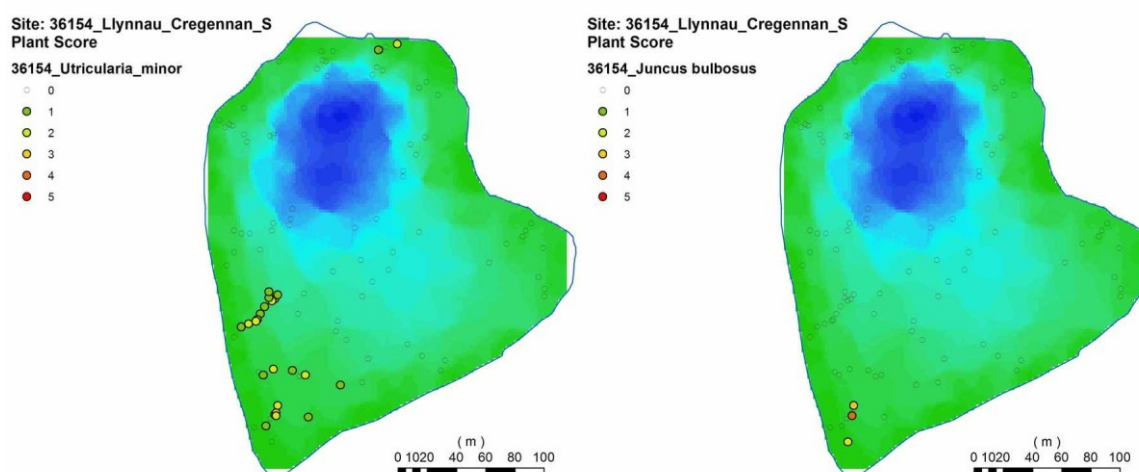 Site: 36154_Llynnau_Cregennan_S
Plant Score
36154_Utricularia_minor
0
1
2
3
4
5
( m )
0 1020 40 60 80 100
Site: 36154_Llynnau_Cregennan_S
Plant Score
36154_Juncus bulbosus
0
1
2
3
4
5
( m )
0 1020 40 60 80 100